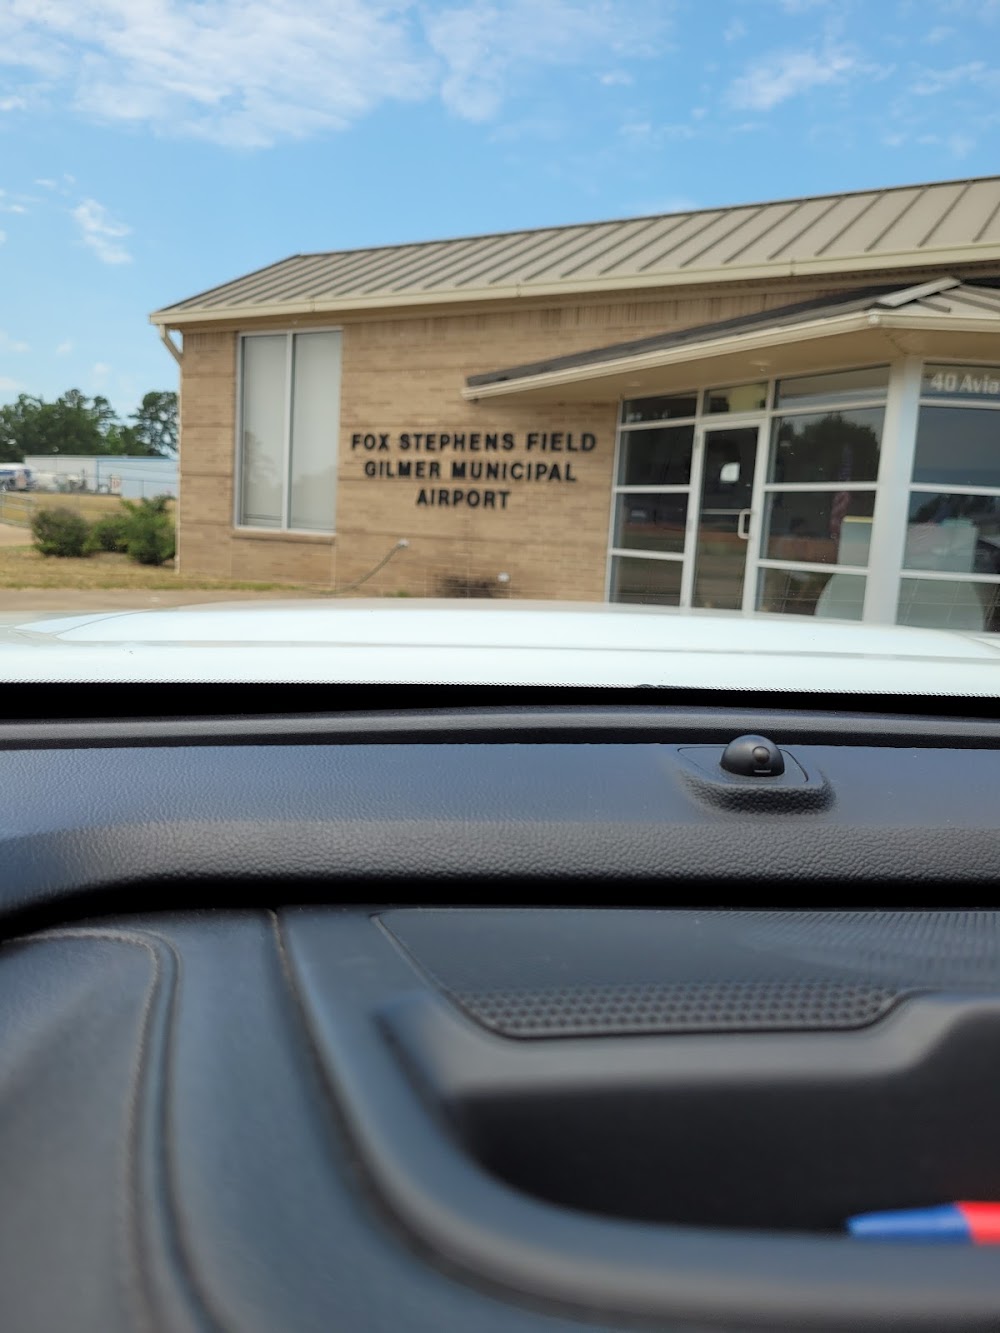 FOX STEPHENS FIELD
GILMER MUNICIPAL
AIRPORT
40 Avia